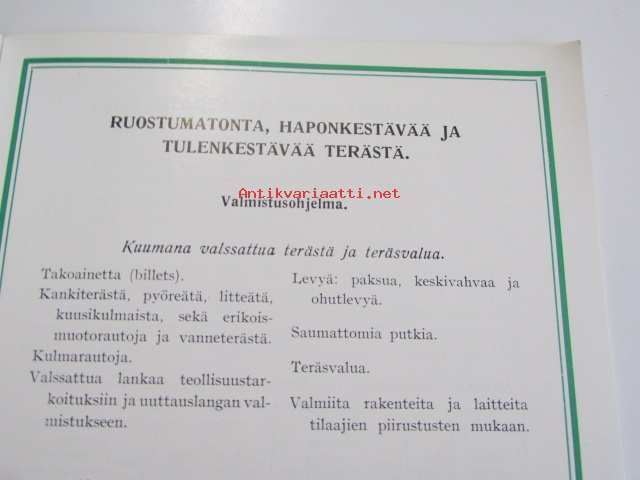 RUOSTUMATONTA, HAPONKESTÄVÄÄ JA
TULENKESTÄVÄÄ TERÄSTÄ.
Antikvariaatti.net
Valmistusohjelma.
Kuumana valssattua terästä ja teräsvalua.
Takoainetta (billets).
Kankiterästä, pyöreätä, litteätä,
kuusikulmaista, sekä erikois-
muotorautoja ja vanneterästä.
Kulmarautoja.
Valssattua lankaa teollisuustar-
koituksiin ja uuttauslangan val-
mistukseen.
Levyä: paksua, keskivahvaa ja
ohutlevyä.
Saumattomia putkia.
Teräsvalua.
Valmiita rakenteita ja laitteita
tilaajien piirustusten mukaan.